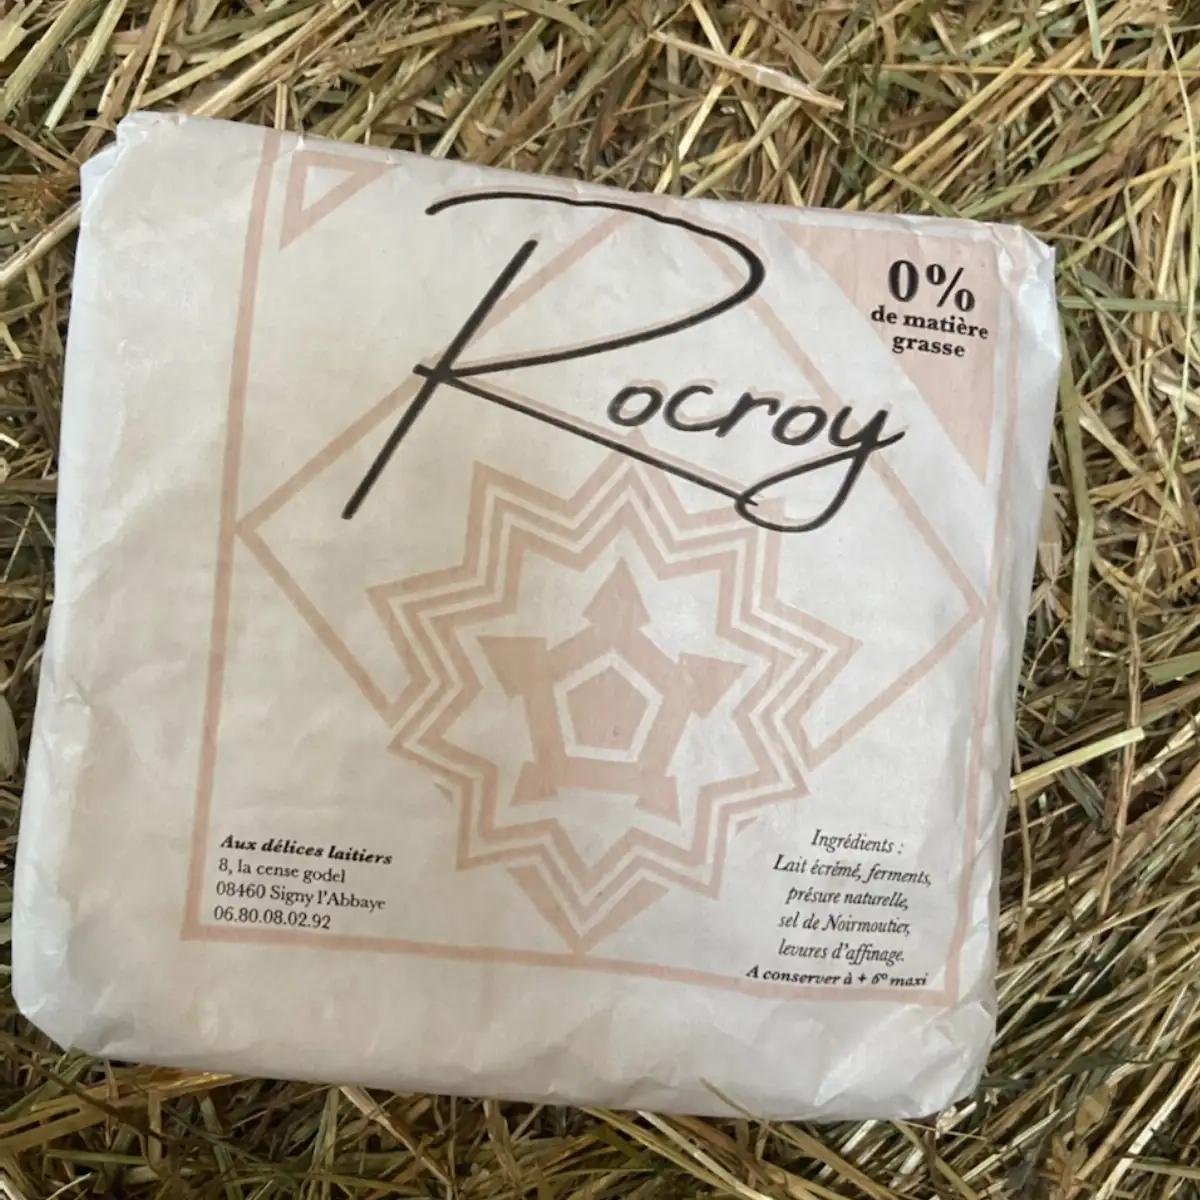 Rocroy
0%
de matière
grasse
Aux délices laitiers
8, la cense godel
08460 Signy l'Abbaye
06.80.08.02.92
Ingrédients :
Lait écrémé, ferments,
présure naturelle,
sel de Noirmoutier,
levures d'affinage.
A conserver à + 6° maxi